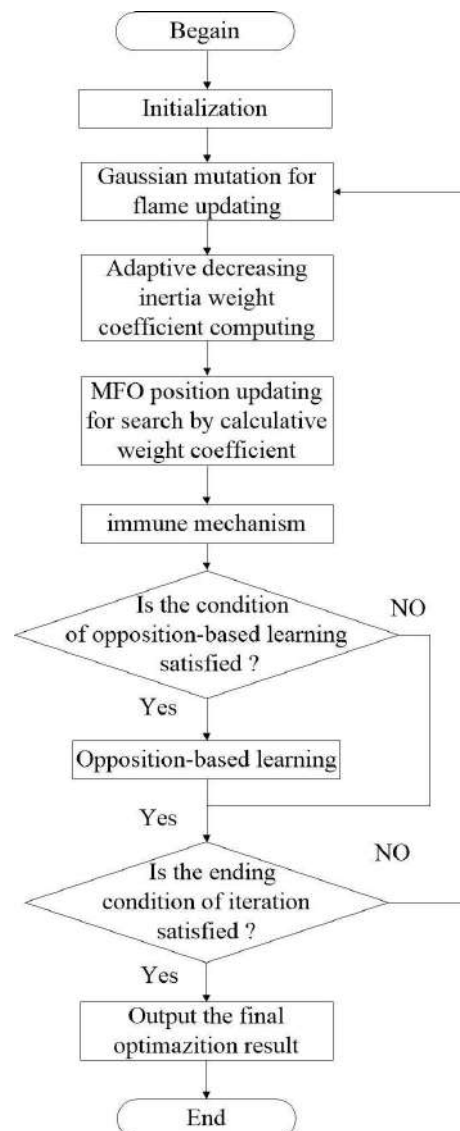 Begain
Initialization
Gaussian mutation for
flame updating
Adaptive decreasing
inertia weight
coefficient computing
MFO position updating
for search by calculative
weight coefficient
immune mechanism
Is the condition
of opposition-based learning
satisfied ?
NO
Yes
Opposition-based learning
Yes
Is the ending
condition of iteration
satisfied ?
NO
Yes
Output the final
optimazition result
End